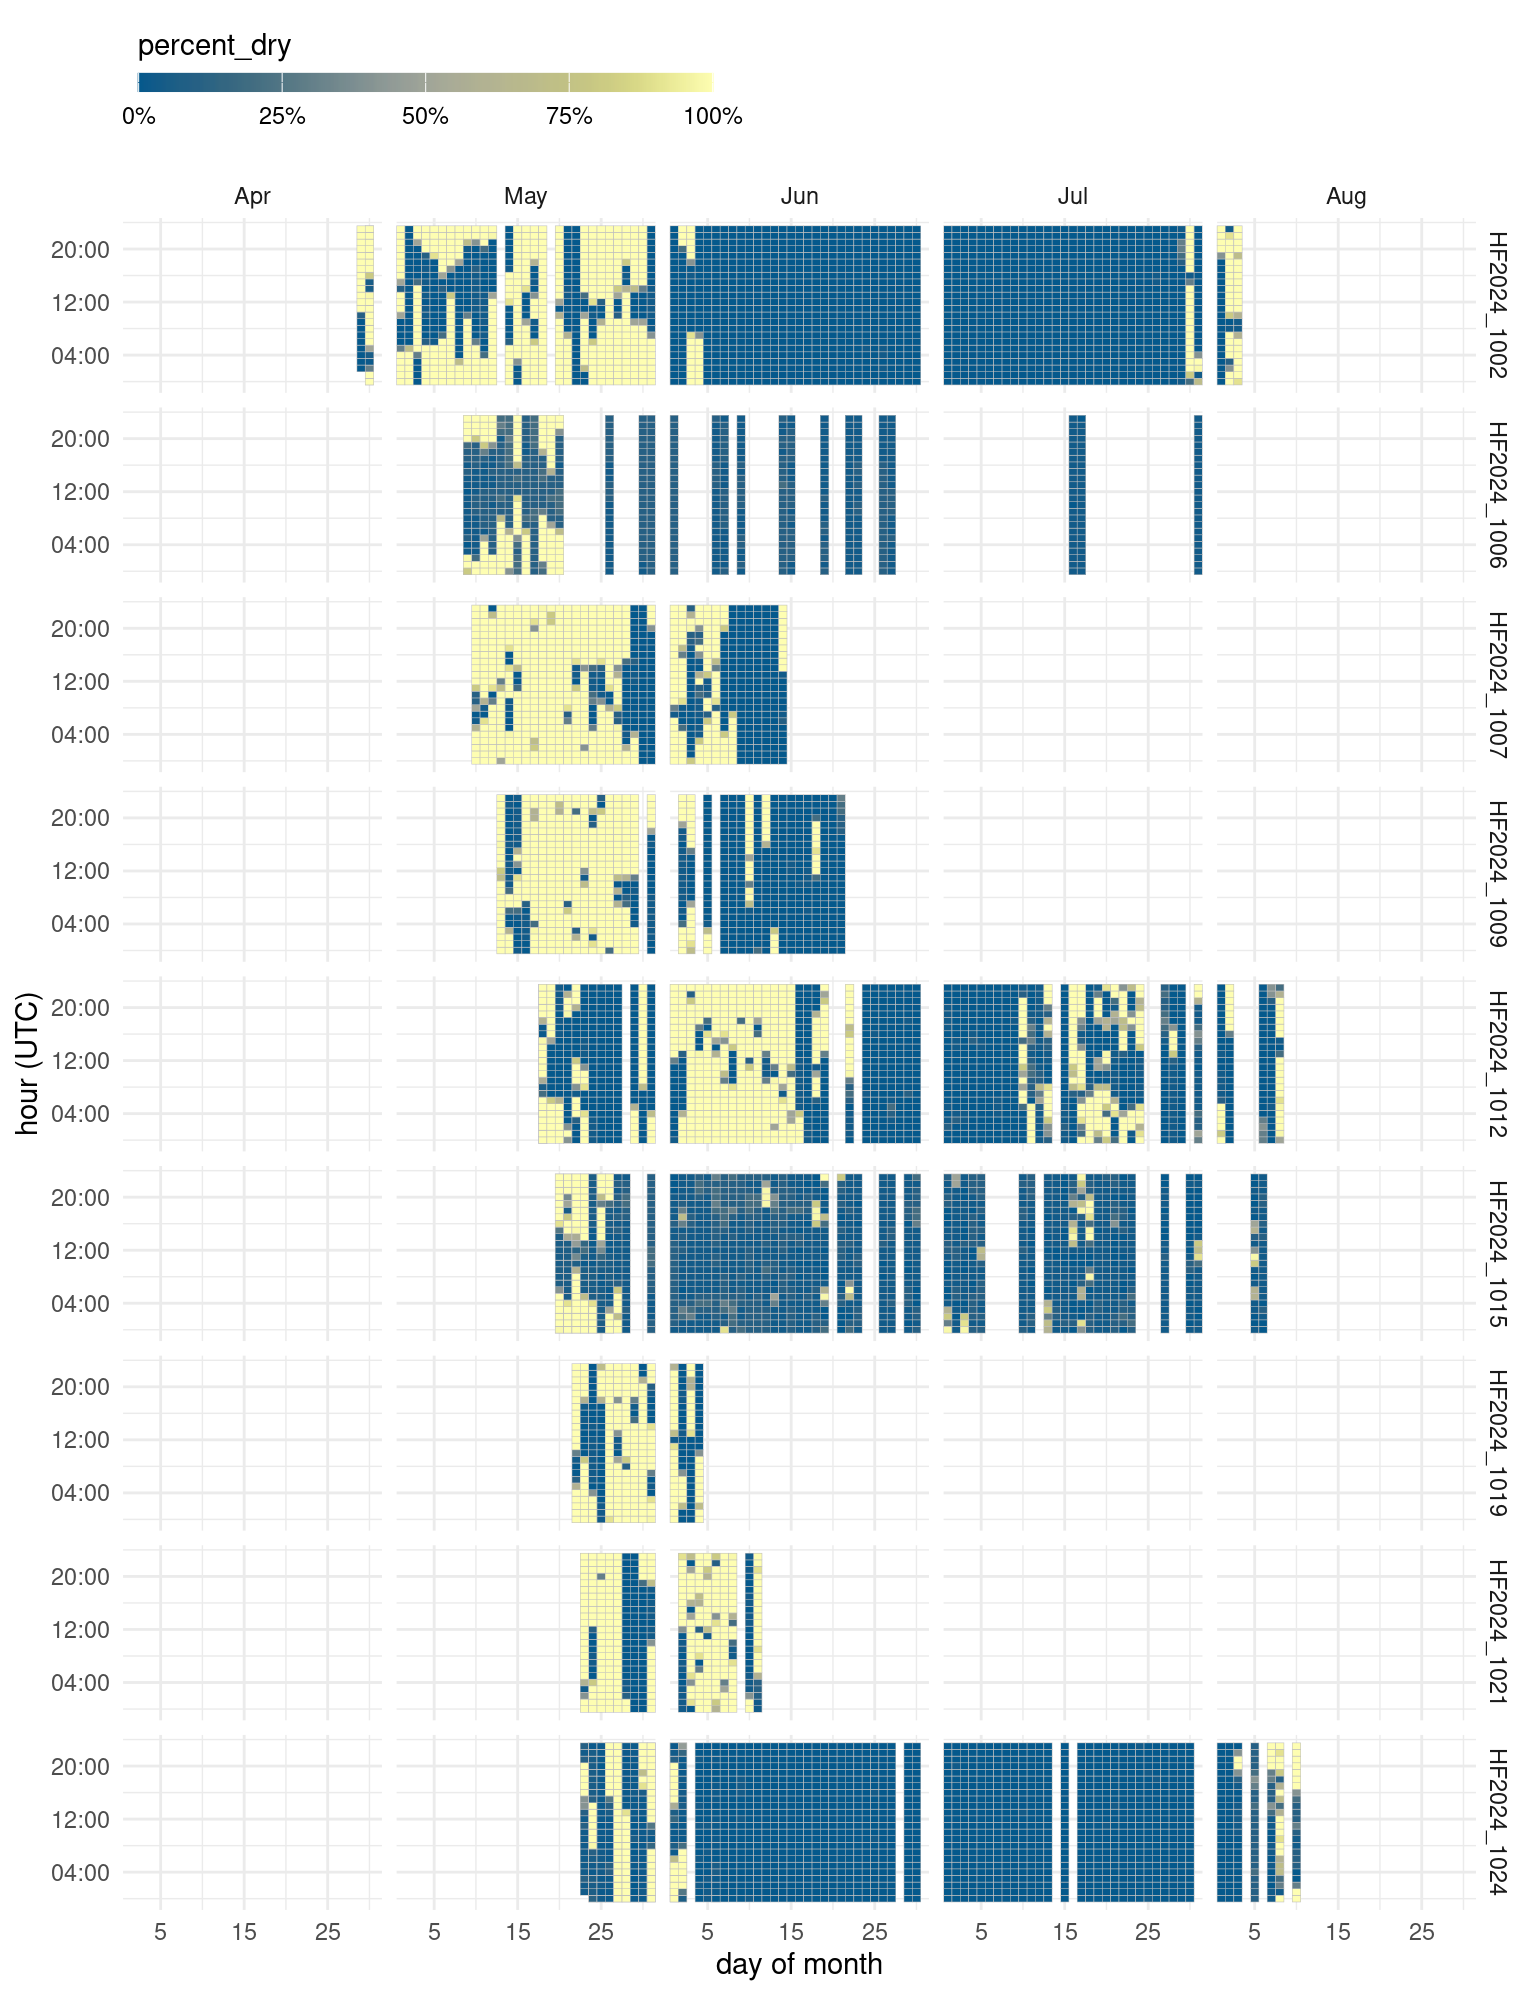 percent_dry
0% 25% 50% 75% 100%
Apr May Jun Jul Aug
20:00
12:00
04:00
HF2024_1002
20:00
12:00
04:00
HF2024_1006
20:00
12:00
04:00
HF2024_1007
20:00
12:00
04:00
HF2024_1009
hour (UTC)
20:00
12:00
04:00
HF2024_1012
20:00
12:00
04:00
HF2024_1015
20:00
12:00
04:00
HF2024_1019
20:00
12:00
04:00
HF2024_1021
20:00
12:00
04:00
HF2024_1024
5 15 25 5 15 25 5 15 25 5 15 25 5 15 25
day of month